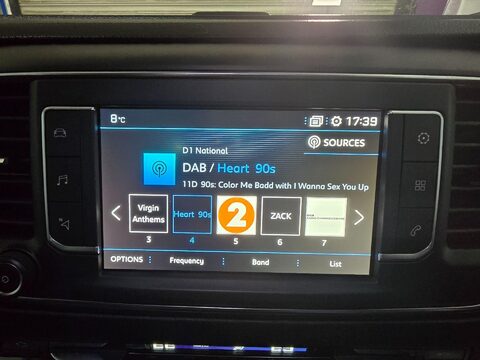 8°C
17:39
SOURCES
D1 National
DAB / Heart 90s
11D 90s: Color Me Badd with I Wanna Sex You Up
Virgin Anthems
Heart 90s
2
ZACK
3 4 5 6 7
OPTIONS Frequency Band List